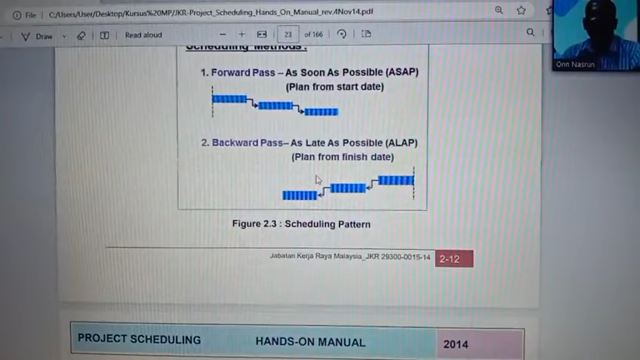 File | C:/Users/User/Desktop/Kursus%20MP/JKR-Project_Scheduling_Hands_On_Manual_rev.4Nov14.pdf
Draw
Read aloud
23 of 166
Onn Nasrun
Scheduling Methods :
1. Forward Pass – As Soon As Possible (ASAP)
(Plan from start date)
2. Backward Pass– As Late As Possible (ALAP)
(Plan from finish date)
Figure 2.3 : Scheduling Pattern
Jabatan Kerja Raya Malaysia_JKR 29300-0015-14 2-12
PROJECT SCHEDULING HANDS-ON MANUAL 2014